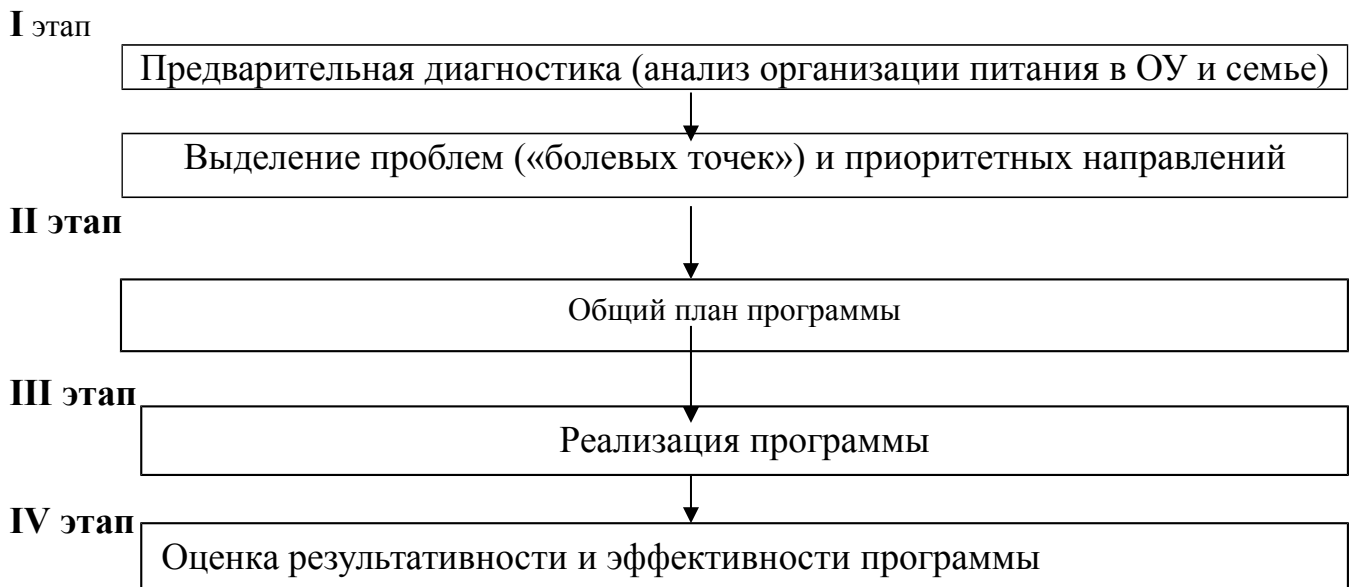 I этап
Предварительная диагностика (анализ организации питания в ОУ и семье)
Выделение проблем («болевых точек») и приоритетных направлений
II этап
Общий план программы
III этап
Реализация программы
IV этап
Оценка результативности и эффективности программы